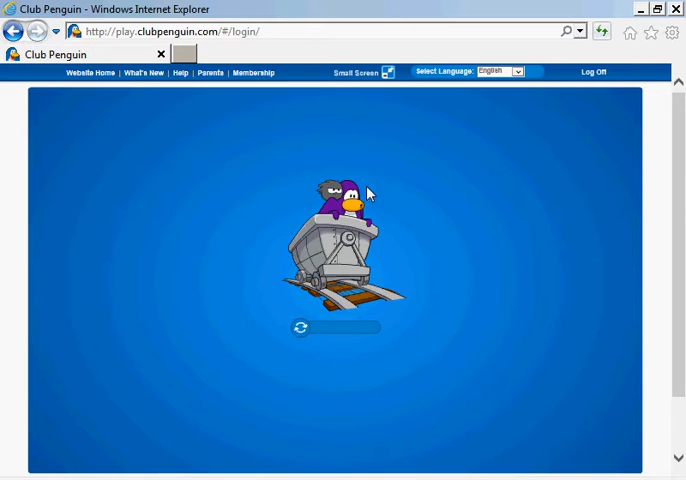 Club Penguin - Windows Internet Explorer
http://play.clubpenguin.com/#/login/
Club Penguin
Website Home | What's New | Help | Parents | Membership Small Screen Select Language: English Log Off